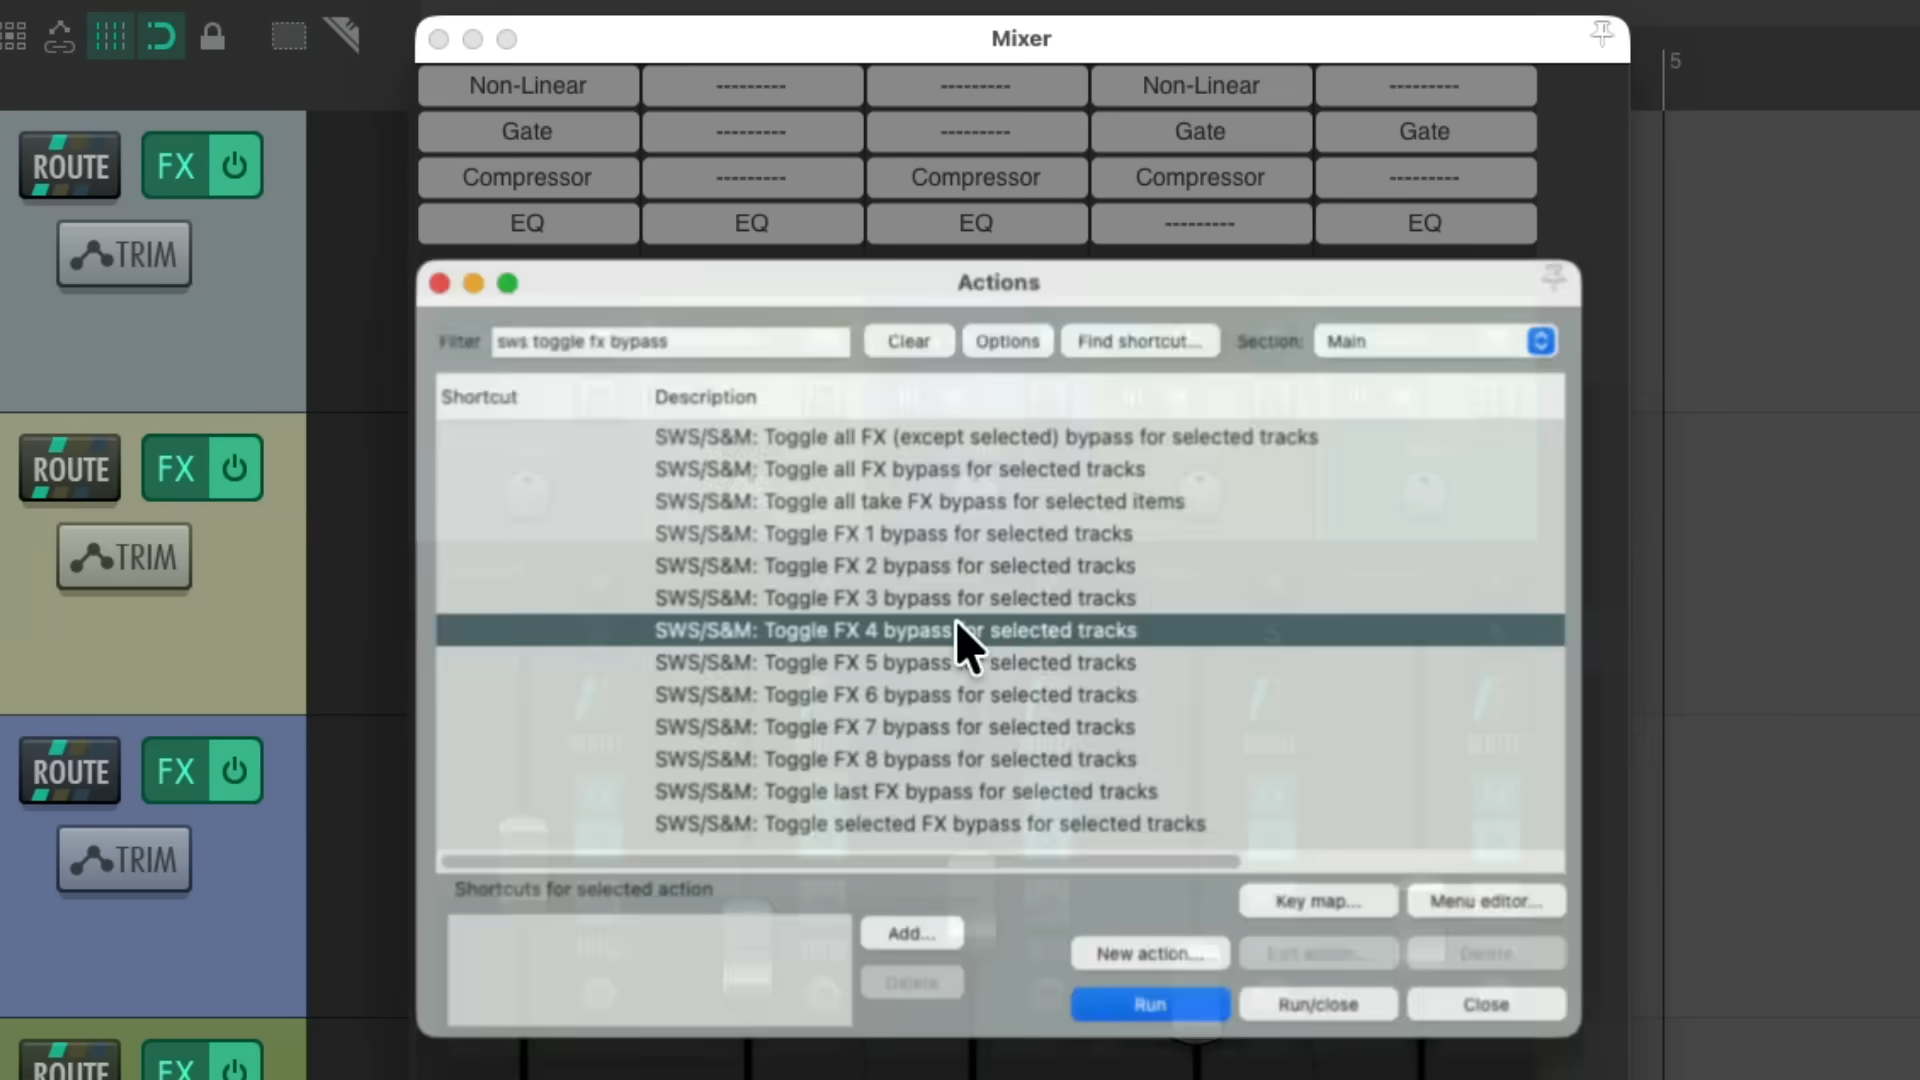 Mixer
5
Non-Linear --------- --------- Non-Linear ---------
Gate --------- --------- Gate Gate
Compressor --------- Compressor Compressor ---------
EQ EQ EQ --------- EQ
ROUTE FX
TRIM
ROUTE FX
TRIM
ROUTE FX
TRIM
ROUTE FX
Actions
Filter sws toggle fx bypass Clear Options Find shortcut... Section: Main
Shortcut Description
SWS/S&M: Toggle all FX (except selected) bypass for selected tracks
SWS/S&M: Toggle all FX bypass for selected tracks
SWS/S&M: Toggle all take FX bypass for selected items
SWS/S&M: Toggle FX 1 bypass for selected tracks
SWS/S&M: Toggle FX 2 bypass for selected tracks
SWS/S&M: Toggle FX 3 bypass for selected tracks
SWS/S&M: Toggle FX 4 bypass for selected tracks
SWS/S&M: Toggle FX 5 bypass for selected tracks
SWS/S&M: Toggle FX 6 bypass for selected tracks
SWS/S&M: Toggle FX 7 bypass for selected tracks
SWS/S&M: Toggle FX 8 bypass for selected tracks
SWS/S&M: Toggle last FX bypass for selected tracks
SWS/S&M: Toggle selected FX bypass for selected tracks
Shortcuts for selected action
Key map... Menu editor...
Add...
New action... Edit action... Delete
Delete
Run Run/close Close